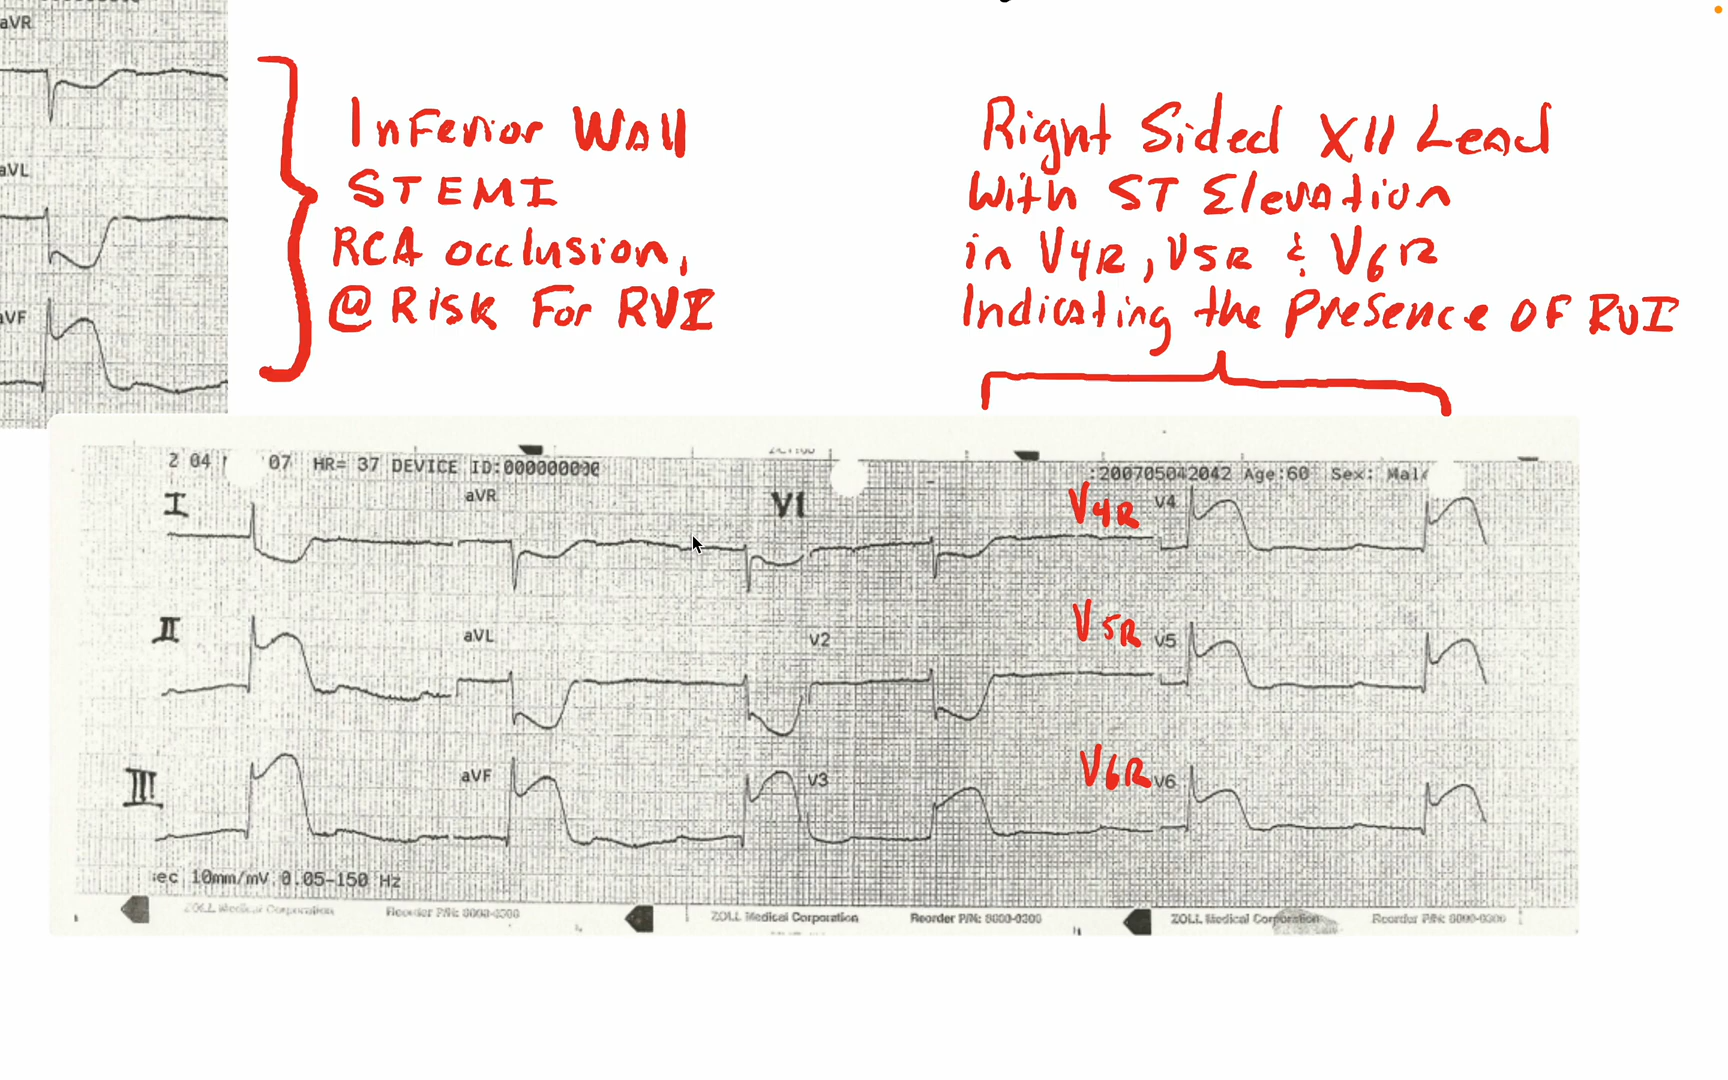 aVR
aVL
aVF
Inferior Wall
STEMI
RCA occlusion,
@ Risk For RVI
Right Sided XII Lead
With ST Elevation
in V4R, V5R & V6R
Indicating the Presence OF RVI
2 04 07 HR= 37 DEVICE ID:000000000
:200705042042 Age:60 Sex: Male
I aVR V1 V4R V4
II aVL V2 V5R V5
III aVF V3 V6R V6
ec 10mm/mV 0.05-150 Hz
ZOLL Medical Corporation Reorder P/N: 8000-0300 ZOLL Medical Corporation Reorder P/N: 8000-0300 ZOLL Medical Corporation Reorder P/N: 8000-0300